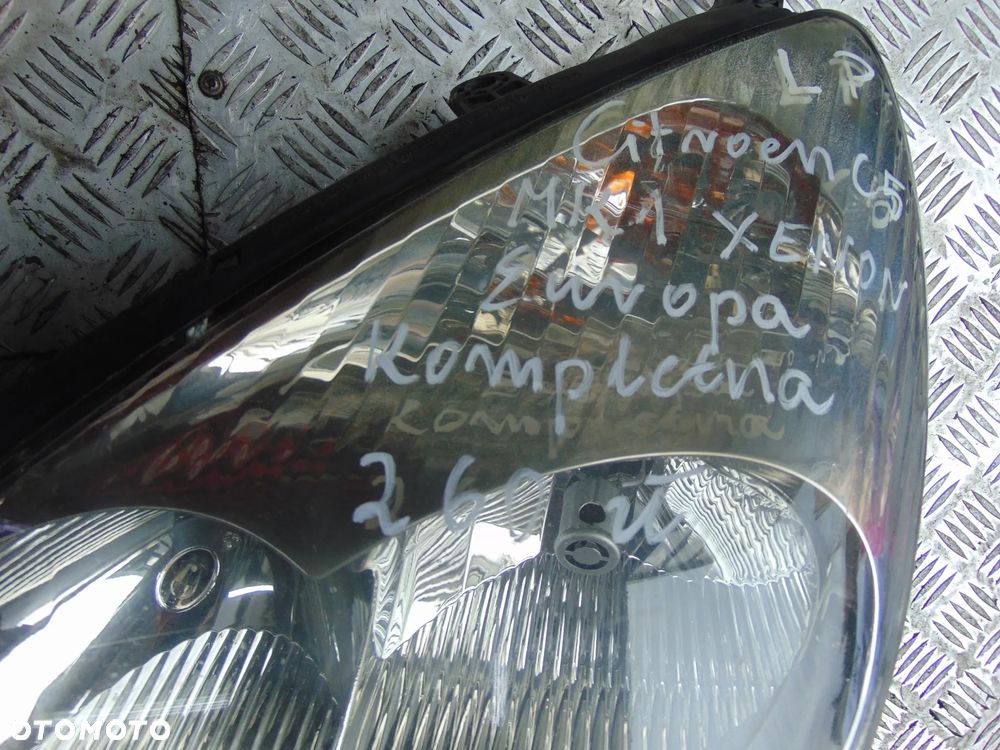 LP
Citroen C5
MK1 XENON
Europa
Kompletna
260 zł
OTOMOTO